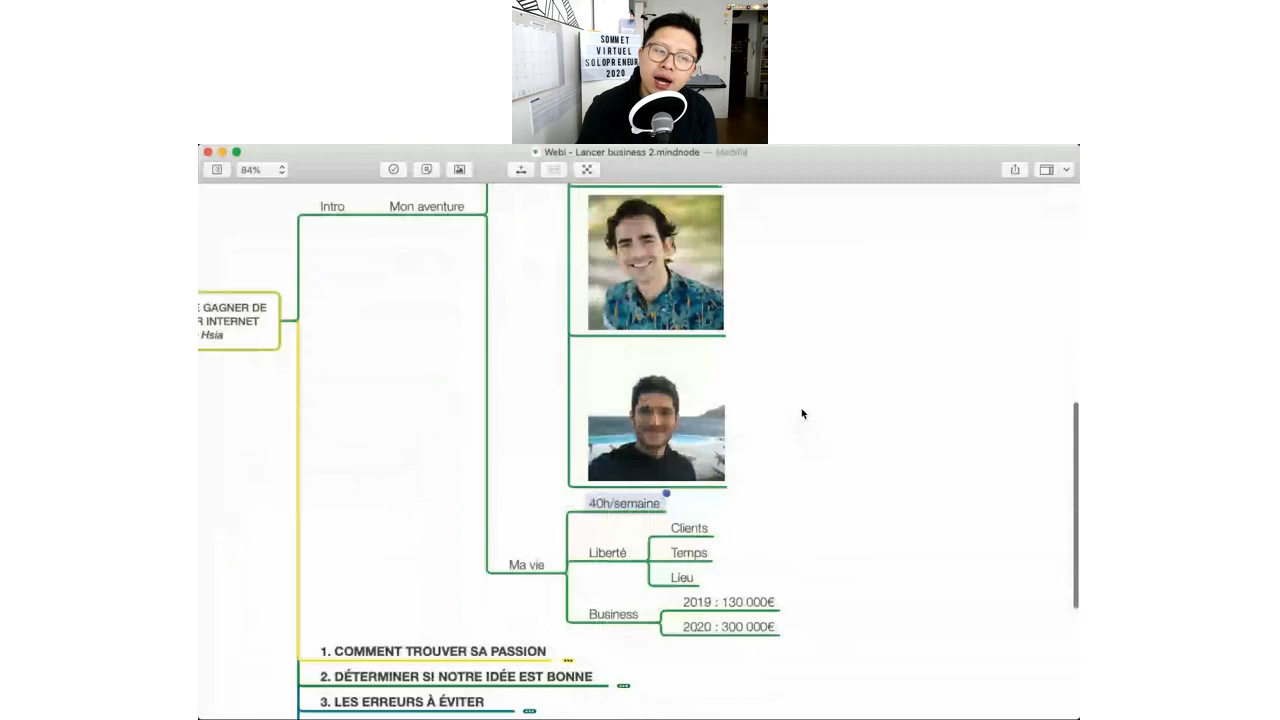 SOMMET
VIRTUEL
SOLOPRENEUR
2020
Webi - Lancer business 2.mindnode — Modifié
84%
Intro
Mon aventure
E GAGNER DE
R INTERNET
Hsia
40h/semaine
Clients
Liberté
Temps
Ma vie
Lieu
2019 : 130 000€
Business
2020 : 300 000€
1. COMMENT TROUVER SA PASSION
2. DÉTERMINER SI NOTRE IDÉE EST BONNE
3. LES ERREURS À ÉVITER